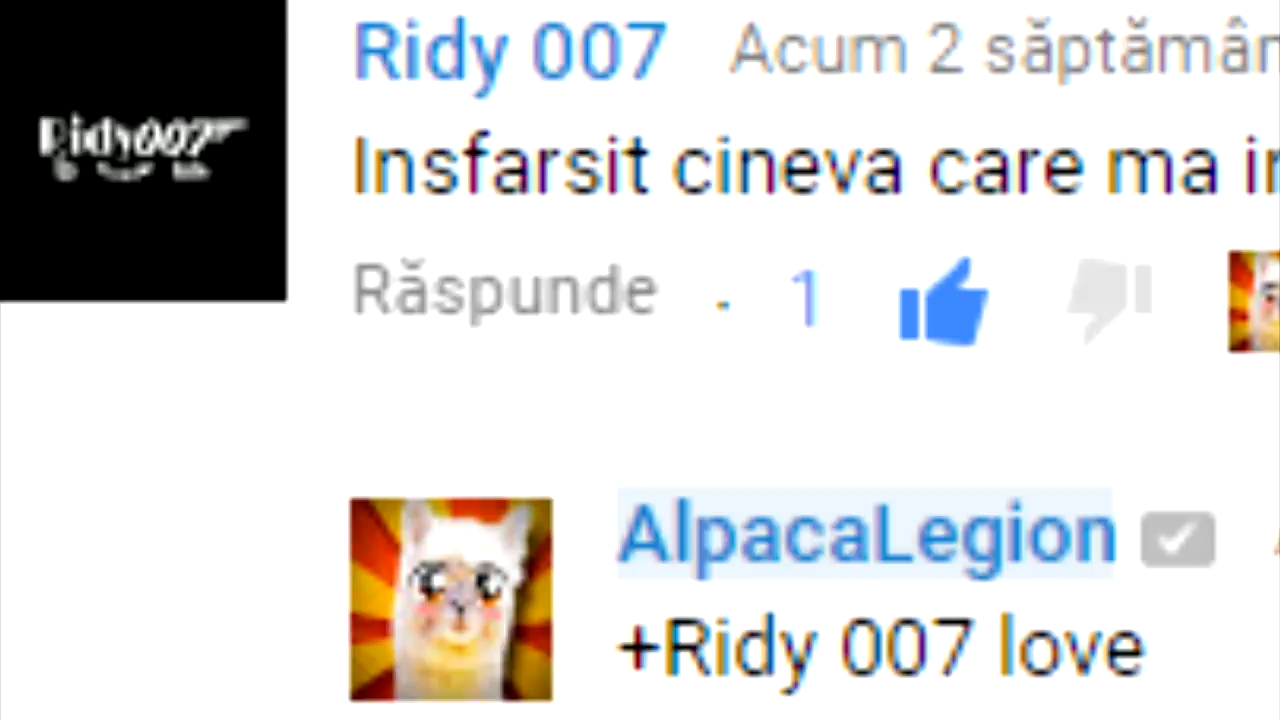 Ridy 007 Acum 2 săptămân
Ridy007
Insfarsit cineva care ma
Răspunde · 1
AlpacaLegion
+Ridy 007 love